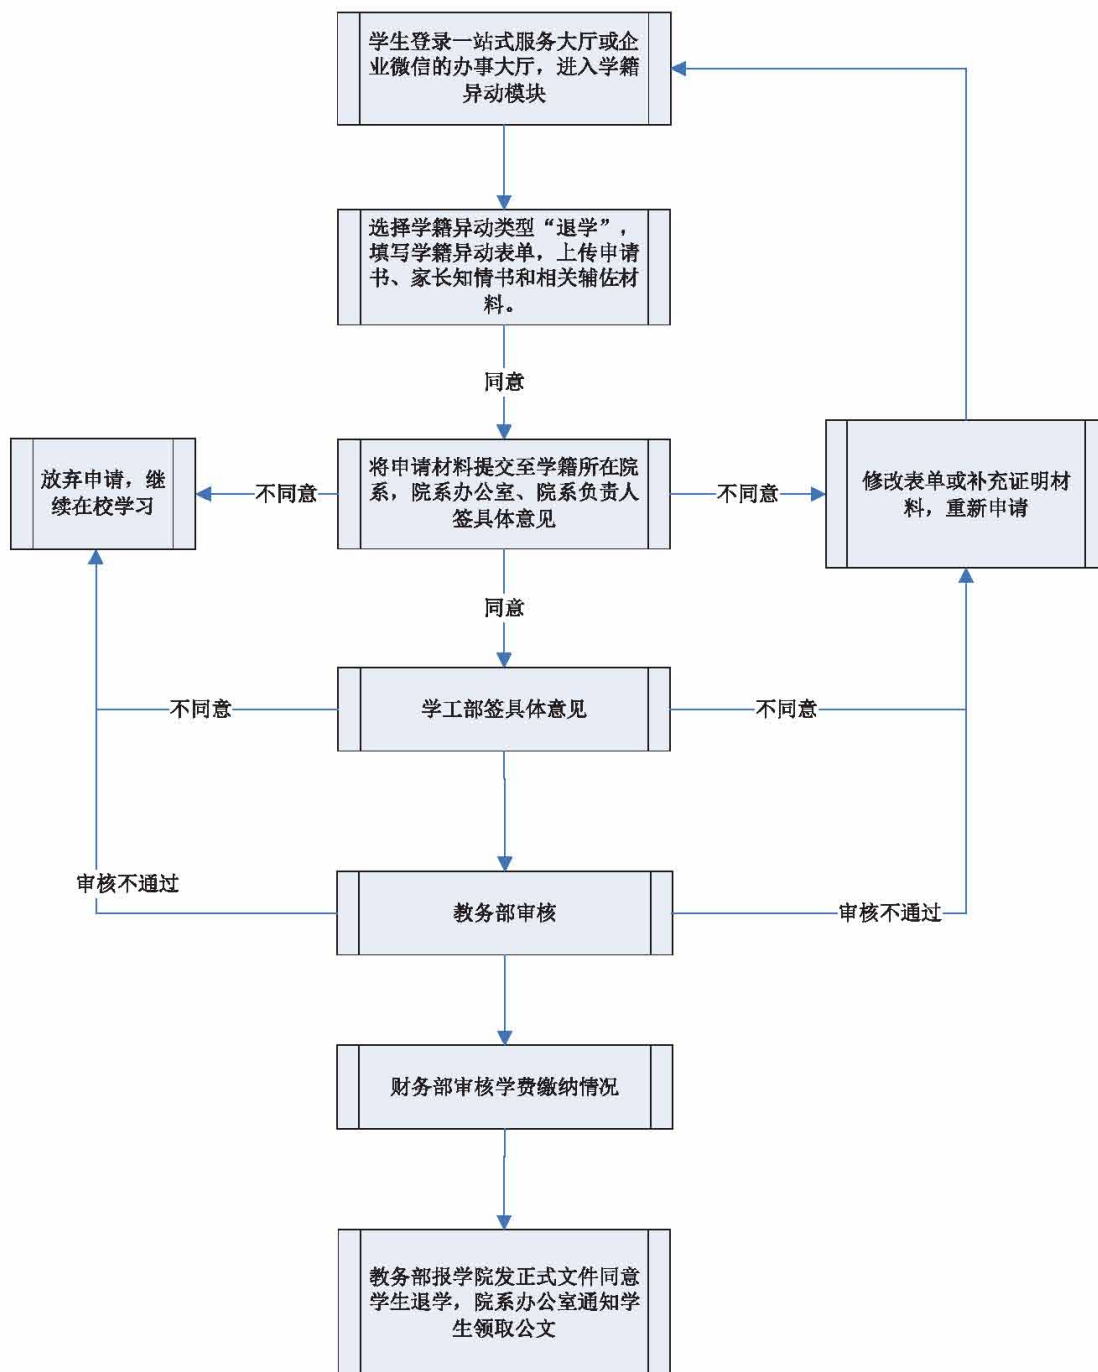 学生登录一站式服务大厅或企
业微信的办事大厅，进入学籍
异动模块
选择学籍异动类型“退学”，
填写学籍异动表单，上传申请
书、家长知情书和相关辅佐材
料。
同意
放弃申请，继
续在校学习
不同意
将申请材料提交至学籍所在院
系，院系办公室、院系负责人
签具体意见
不同意
修改表单或补充证明材
料，重新申请
同意
不同意
学工部签具体意见
不同意
审核不通过
教务部审核
审核不通过
财务部审核学费缴纳情况
教务部报学院发正式文件同意
学生退学，院系办公室通知学
生领取公文